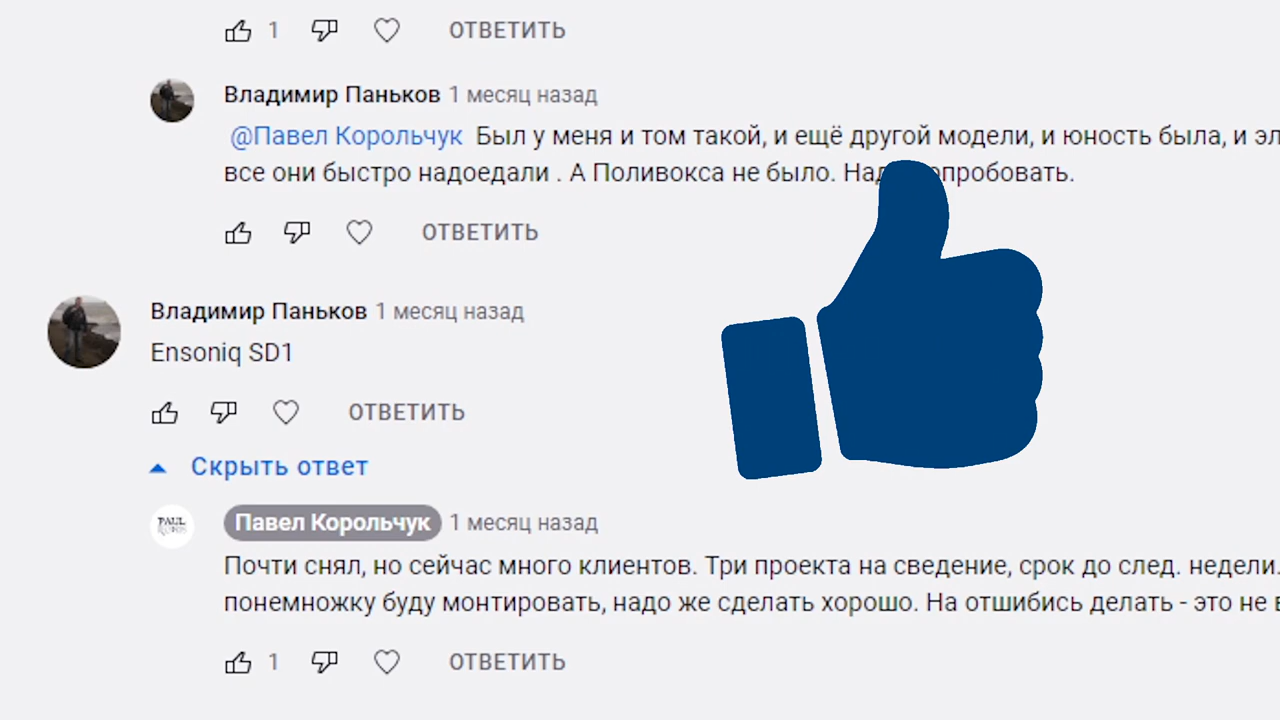 1 ОТВЕТИТЬ
Владимир Паньков 1 месяц назад
@Павел Корольчук Был у меня и том такой, и ещё другой модели, и юность была, и эл
все они быстро надоедали . А Поливокса не было.
ОТВЕТИТЬ
Владимир Паньков 1 месяц назад
Ensoniq SD1
ОТВЕТИТЬ
Скрыть ответ
PAUL
Павел Корольчук 1 месяц назад
Почти снял, но сейчас много клиентов. Три проекта на сведение, срок до след. недели.
понемножку буду монтировать, надо же сделать хорошо. На отшибись делать - это не в
1 ОТВЕТИТЬ